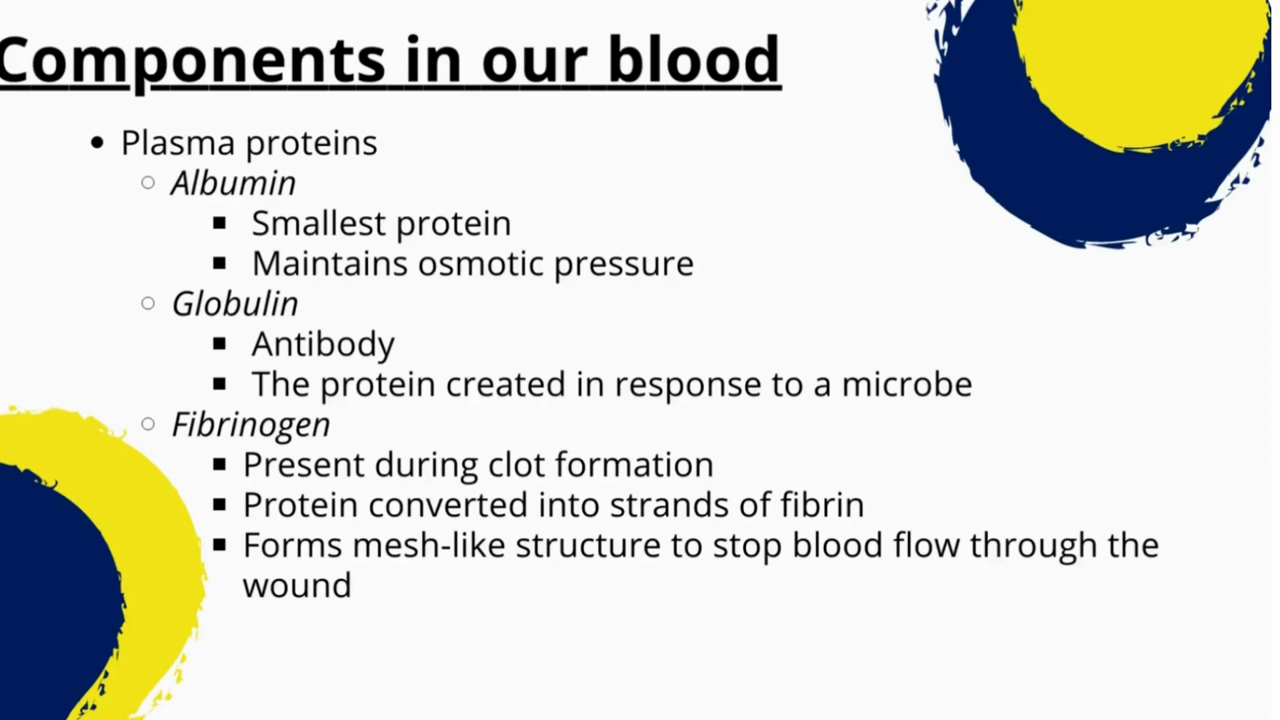 Components in our blood
• Plasma proteins
○ Albumin
▪ Smallest protein
▪ Maintains osmotic pressure
○ Globulin
▪ Antibody
▪ The protein created in response to a microbe
○ Fibrinogen
▪ Present during clot formation
▪ Protein converted into strands of fibrin
▪ Forms mesh-like structure to stop blood flow through the
wound